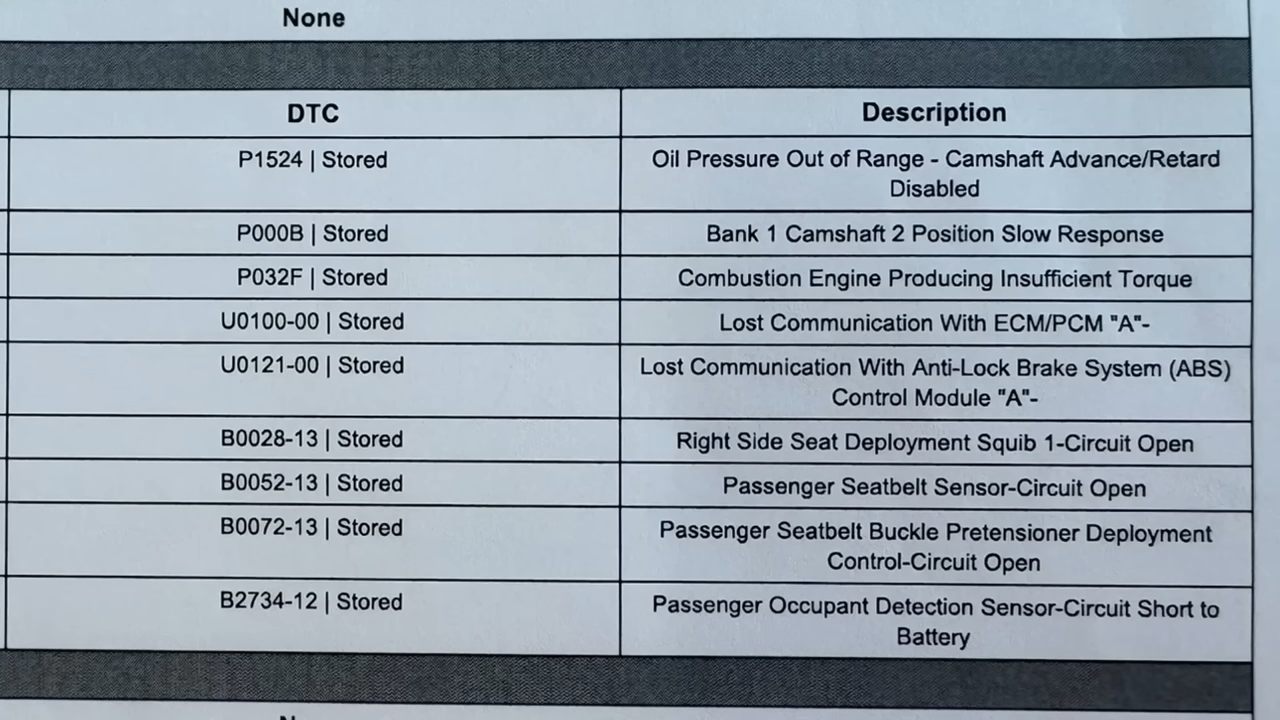 None
DTC
Description
P1524 | Stored
Oil Pressure Out of Range - Camshaft Advance/Retard
Disabled
P000B | Stored
Bank 1 Camshaft 2 Position Slow Response
P032F | Stored
Combustion Engine Producing Insufficient Torque
U0100-00 | Stored
Lost Communication With ECM/PCM "A"-
U0121-00 | Stored
Lost Communication With Anti-Lock Brake System (ABS)
Control Module "A"-
B0028-13 | Stored
Right Side Seat Deployment Squib 1-Circuit Open
B0052-13 | Stored
Passenger Seatbelt Sensor-Circuit Open
B0072-13 | Stored
Passenger Seatbelt Buckle Pretensioner Deployment
Control-Circuit Open
B2734-12 | Stored
Passenger Occupant Detection Sensor-Circuit Short to
Battery